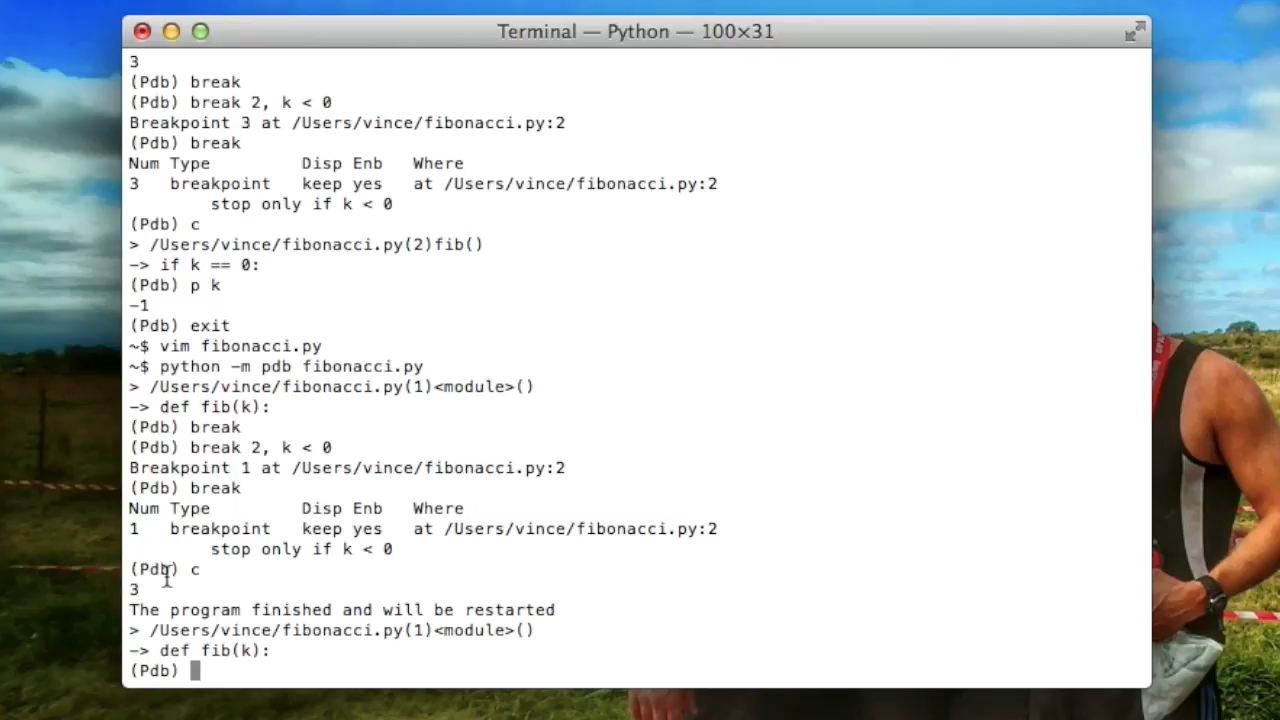 Terminal — Python — 100×31
3
(Pdb) break
(Pdb) break 2, k < 0
Breakpoint 3 at /Users/vince/fibonacci.py:2
(Pdb) break
Num Type         Disp Enb   Where
3   breakpoint   keep yes   at /Users/vince/fibonacci.py:2
        stop only if k < 0
(Pdb) c
> /Users/vince/fibonacci.py(2)fib()
-> if k == 0:
(Pdb) p k
-1
(Pdb) exit
~$ vim fibonacci.py
~$ python -m pdb fibonacci.py
> /Users/vince/fibonacci.py(1)<module>()
-> def fib(k):
(Pdb) break
(Pdb) break 2, k < 0
Breakpoint 1 at /Users/vince/fibonacci.py:2
(Pdb) break
Num Type         Disp Enb   Where
1   breakpoint   keep yes   at /Users/vince/fibonacci.py:2
        stop only if k < 0
(Pdb) c
3
The program finished and will be restarted
> /Users/vince/fibonacci.py(1)<module>()
-> def fib(k):
(Pdb)